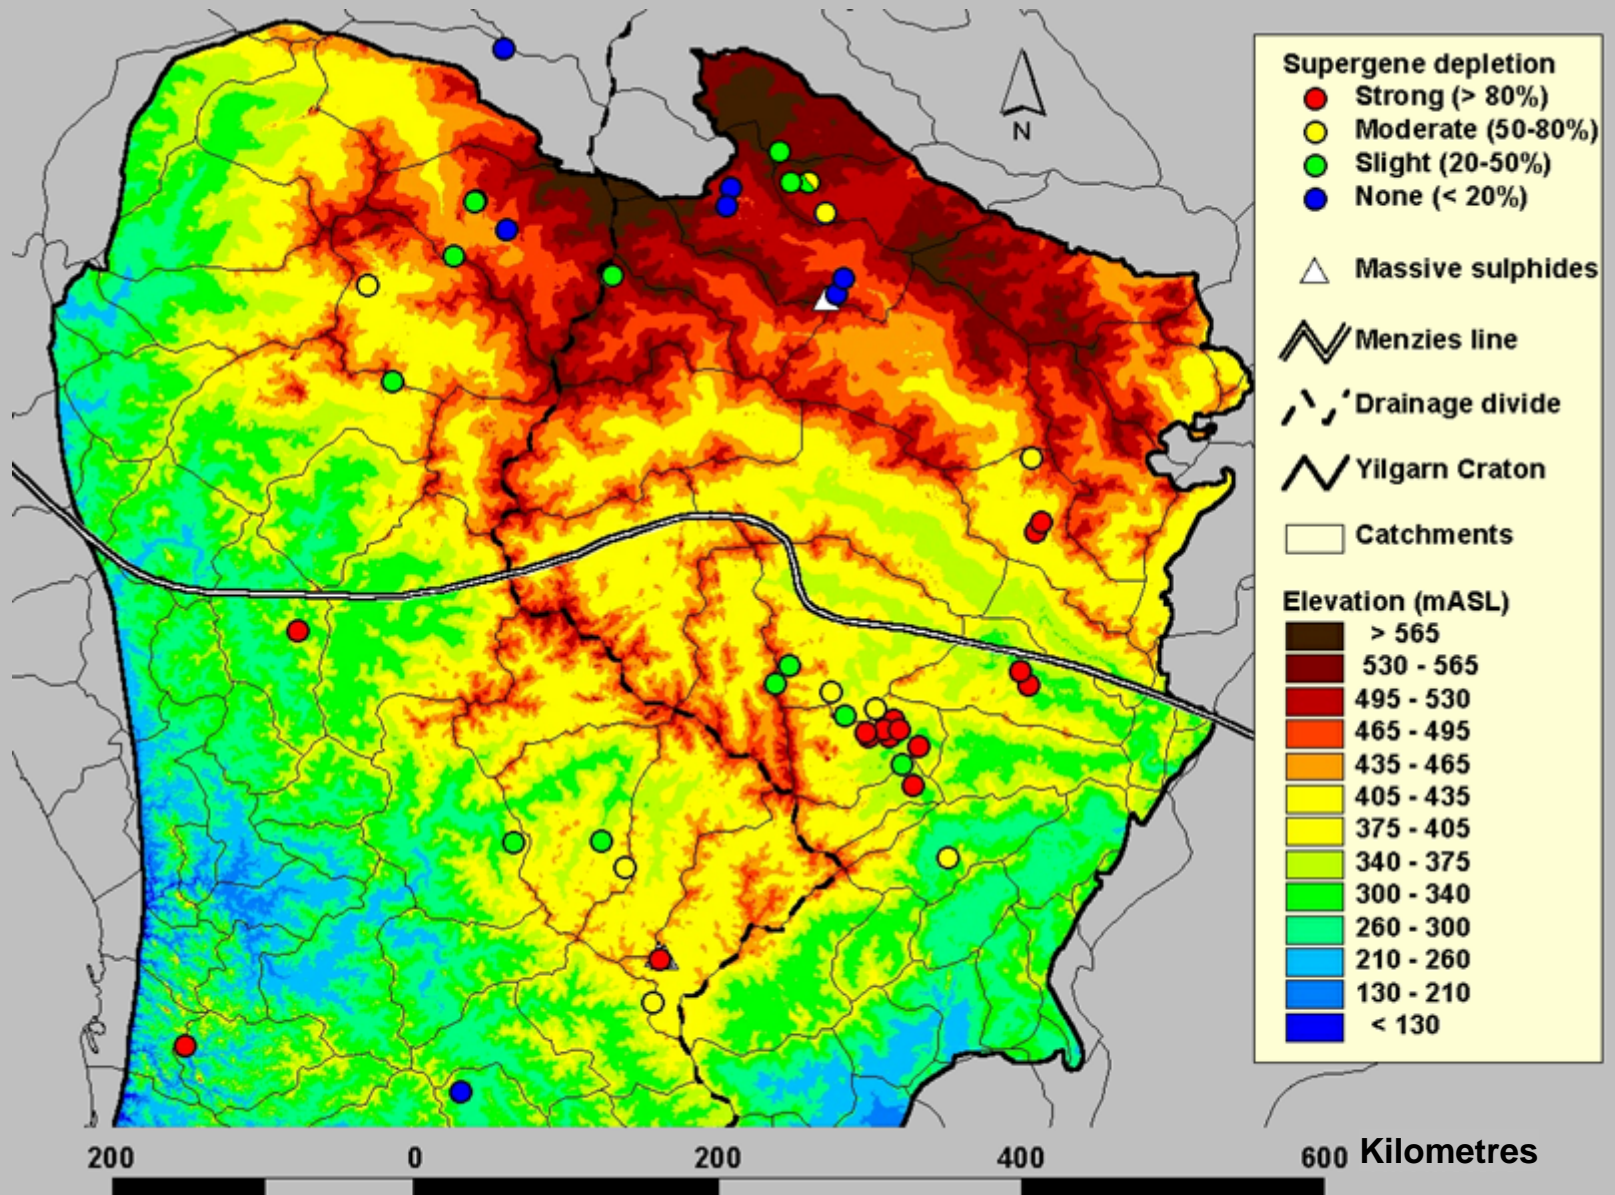 N
Supergene depletion
Strong (> 80%)
Moderate (50-80%)
Slight (20-50%)
None (< 20%)
Massive sulphides
Menzies line
Drainage divide
Yilgarn Craton
Catchments
Elevation (mASL)
> 565
530 - 565
495 - 530
465 - 495
435 - 465
405 - 435
375 - 405
340 - 375
300 - 340
260 - 300
210 - 260
130 - 210
< 130
200 0 200 400 600 Kilometres